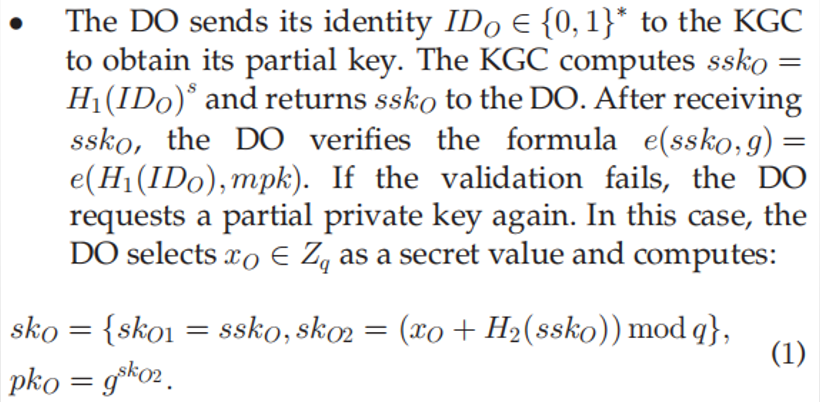 • The DO sends its identity $ID_O \in \{0,1\}^*$ to the KGC
to obtain its partial key. The KGC computes $ssk_O =$
$H_1(ID_O)^s$ and returns $ssk_O$ to the DO. After receiving
$ssk_O$, the DO verifies the formula $e(ssk_O, g) =$
$e(H_1(ID_O), mpk)$. If the validation fails, the DO
requests a partial private key again. In this case, the
DO selects $x_O \in Z_q$ as a secret value and computes:
$sk_O = \{sk_{O1} = ssk_O, sk_{O2} = (x_O + H_2(ssk_O)) \bmod q\},$
$pk_O = g^{sk_{O2}}.$ (1)